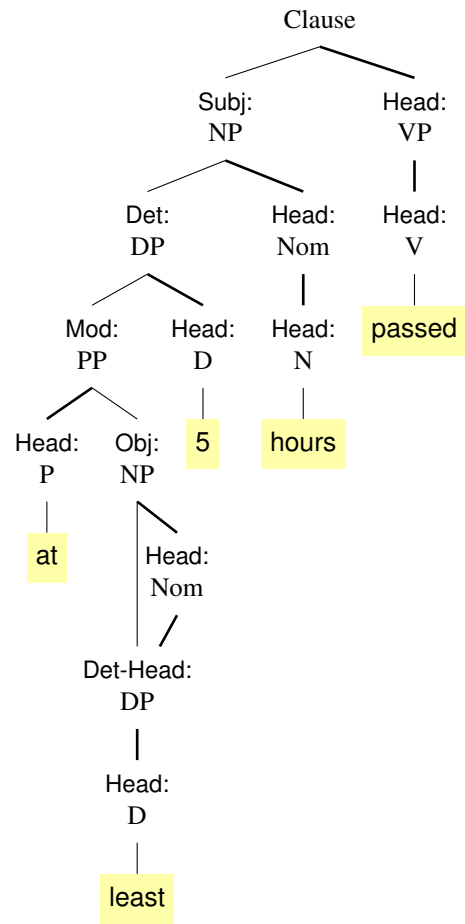 Clause
Subj: Head:
NP VP
Det: Head: Head:
DP Nom V
Mod: Head: Head: passed
PP D N
Head: Obj: 5 hours
P NP
at Head:
Nom
Det-Head:
DP
Head:
D
least